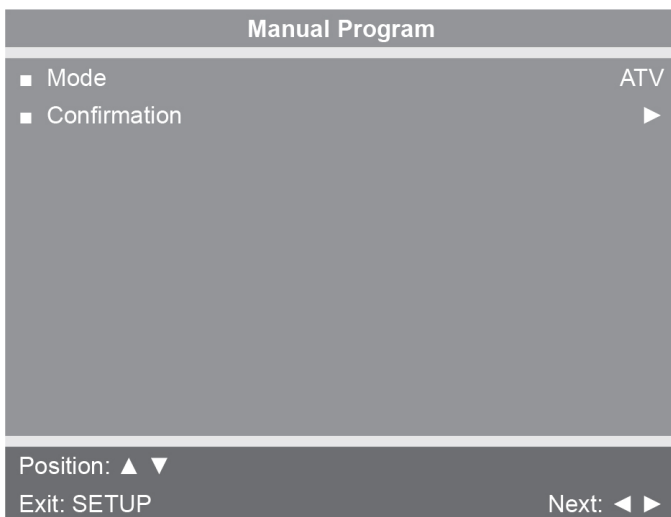 Manual Program
■ Mode ATV
■ Confirmation ►
Position: ▲ ▼
Exit: SETUP Next: ◄ ►